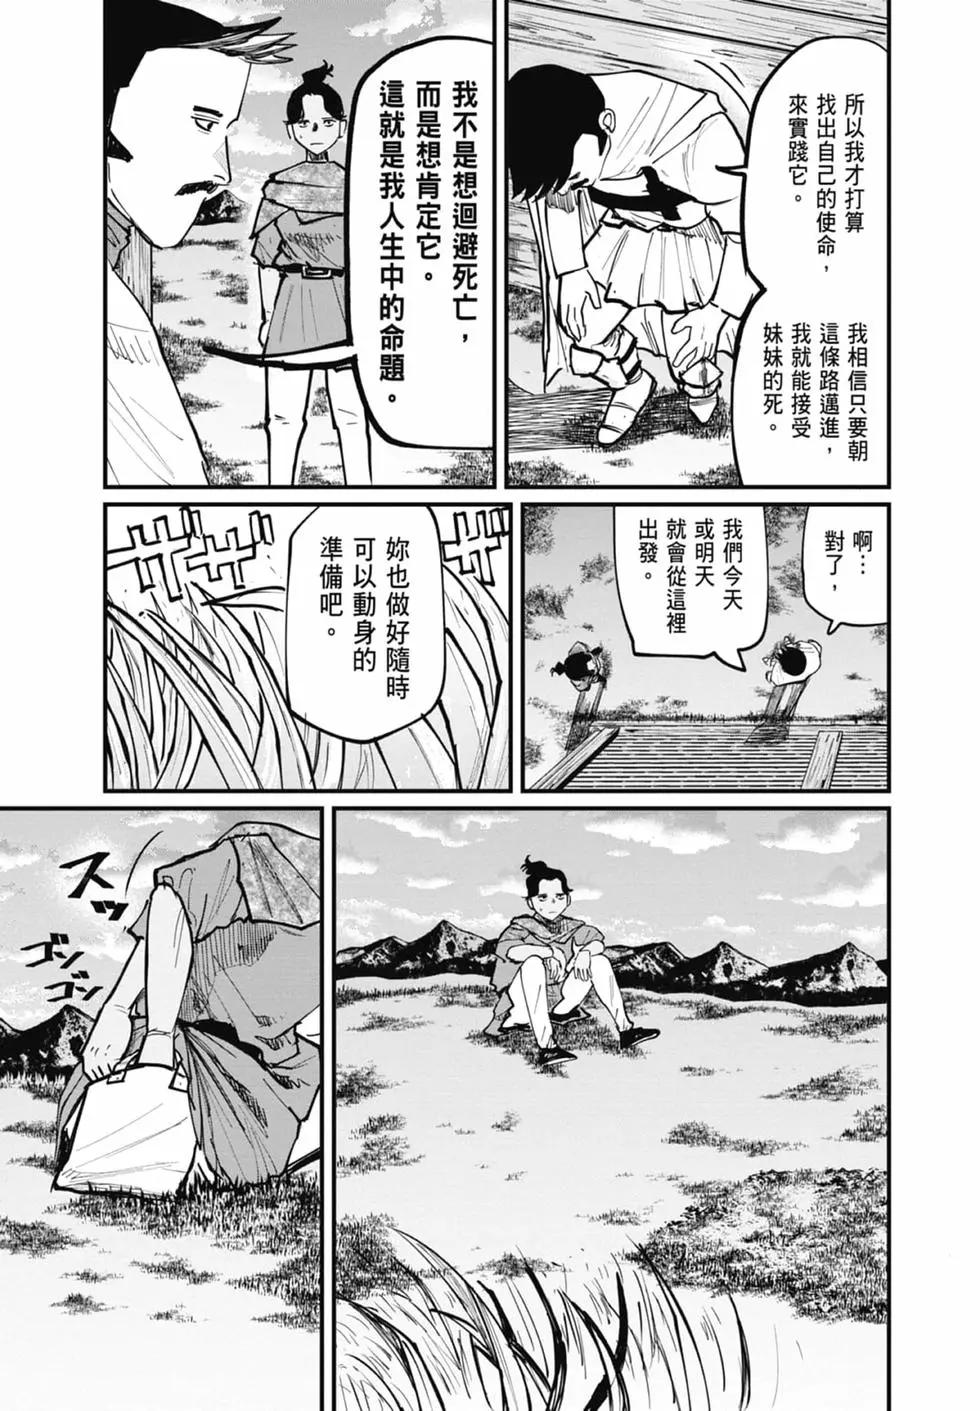 所以我才打算
找出自己的使命，
來實踐它。
我相信只要朝
這條路邁進，
我就能接受
妹妹的死。
我不是想迴避死亡，
而是想肯定它。
這就是我人生中的命題。
啊…
對了，
我們今天
或明天
就會從這裡
出發。
妳也做好隨時
可以動身的
準備吧。
ザッ
ザッ
スッ
ゴソ
ゴソ